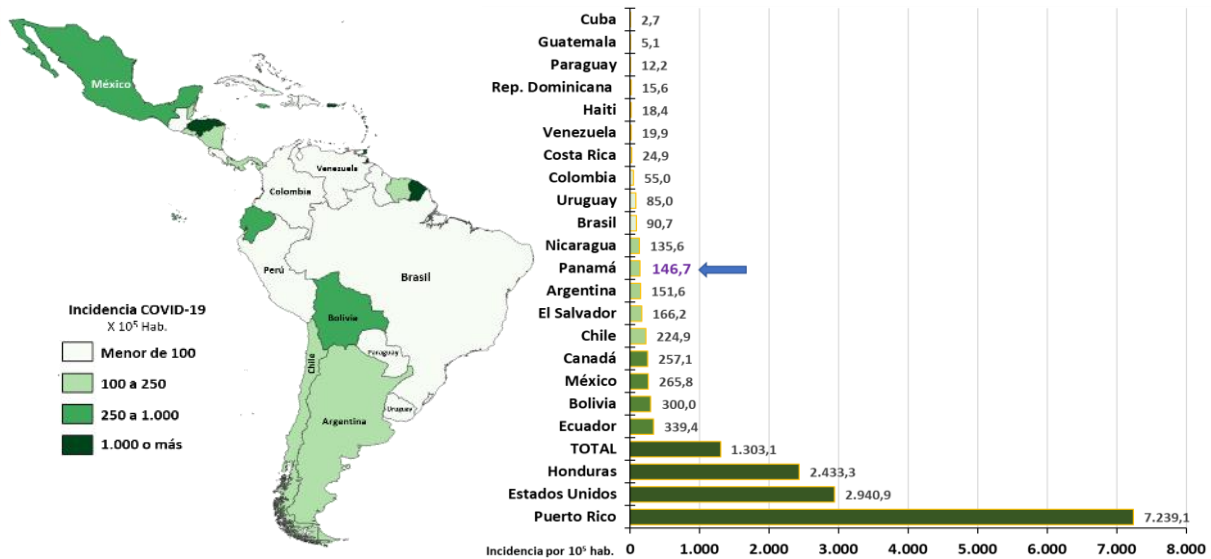 México
Venezuela
Colombia
Perú
Brasil
Bolivia
Paraguay
Chile
Uruguay
Argentina
Incidencia COVID-19
X 10⁵ Hab.
Menor de 100
100 a 250
250 a 1.000
1.000 o más
Cuba 2,7
Guatemala 5,1
Paraguay 12,2
Rep. Dominicana 15,6
Haiti 18,4
Venezuela 19,9
Costa Rica 24,9
Colombia 55,0
Uruguay 85,0
Brasil 90,7
Nicaragua 135,6
Panamá 146,7
Argentina 151,6
El Salvador 166,2
Chile 224,9
Canadá 257,1
México 265,8
Bolivia 300,0
Ecuador 339,4
TOTAL 1.303,1
Honduras 2.433,3
Estados Unidos 2.940,9
Puerto Rico 7.239,1
Incidencia por 10⁵ hab. 0 1.000 2.000 3.000 4.000 5.000 6.000 7.000 8.000